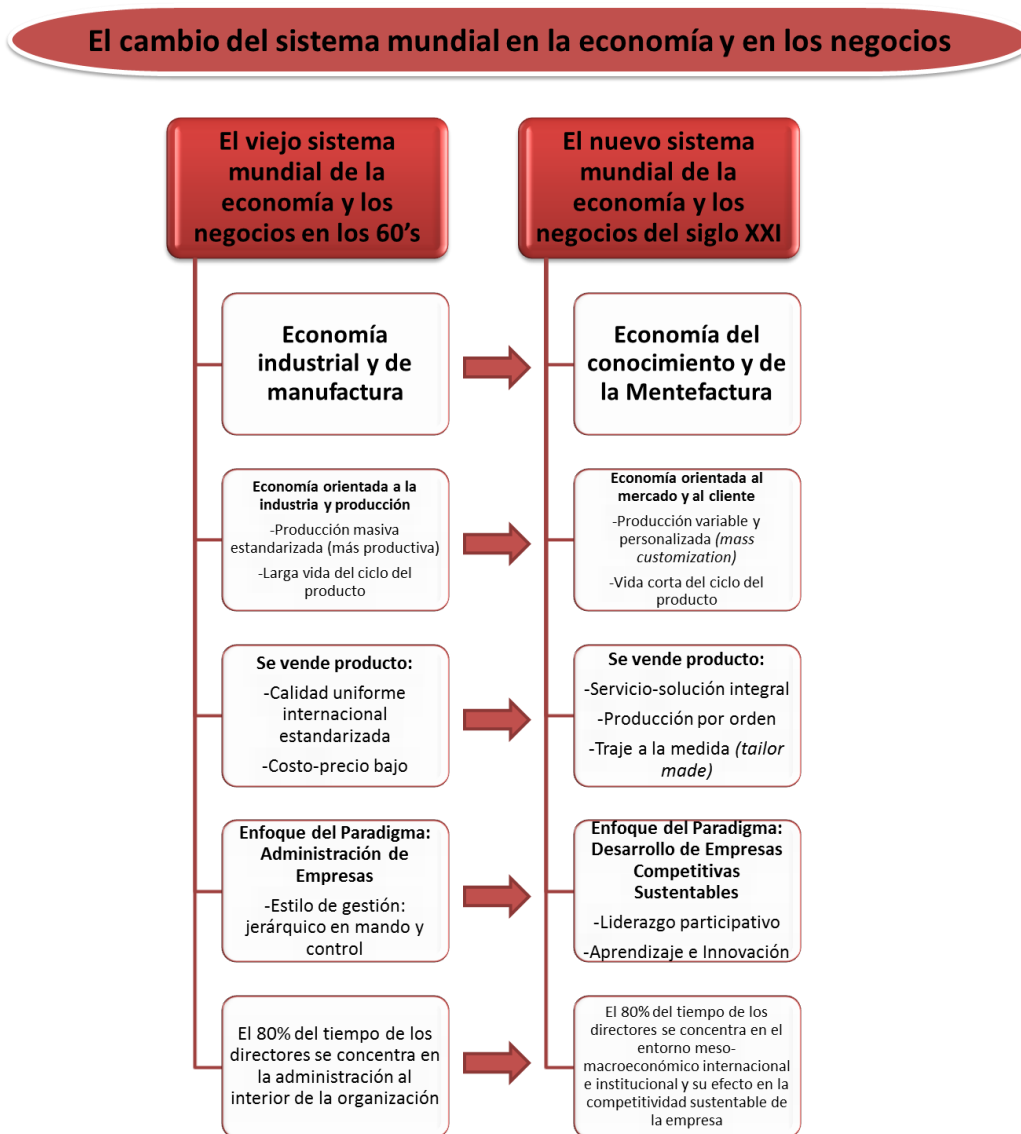 El cambio del sistema mundial en la economía y en los negocios
El viejo sistema
mundial de la
economía y los
negocios en los 60’s
El nuevo sistema
mundial de la
economía y los
negocios del siglo XXI
Economía
industrial y de
manufactura
Economía del
conocimiento y de
la Mentefactura
Economía orientada a la
industria y producción
-Producción masiva
estandarizada (más productiva)
-Larga vida del ciclo del
producto
Economía orientada al
mercado y al cliente
-Producción variable y
personalizada (mass
customization)
-Vida corta del ciclo del
producto
Se vende producto:
-Calidad uniforme
internacional
estandarizada
-Costo-precio bajo
Se vende producto:
-Servicio-solución integral
-Producción por orden
-Traje a la medida (tailor
made)
Enfoque del Paradigma:
Administración de
Empresas
-Estilo de gestión:
jerárquico en mando y
control
Enfoque del Paradigma:
Desarrollo de Empresas
Competitivas
Sustentables
-Liderazgo participativo
-Aprendizaje e Innovación
El 80% del tiempo de los
directores se concentra en
la administración al
interior de la organización
El 80% del tiempo de los
directores se concentra en el
entorno meso-
macroeconómico internacional
e institucional y su efecto en la
competitividad sustentable de
la empresa